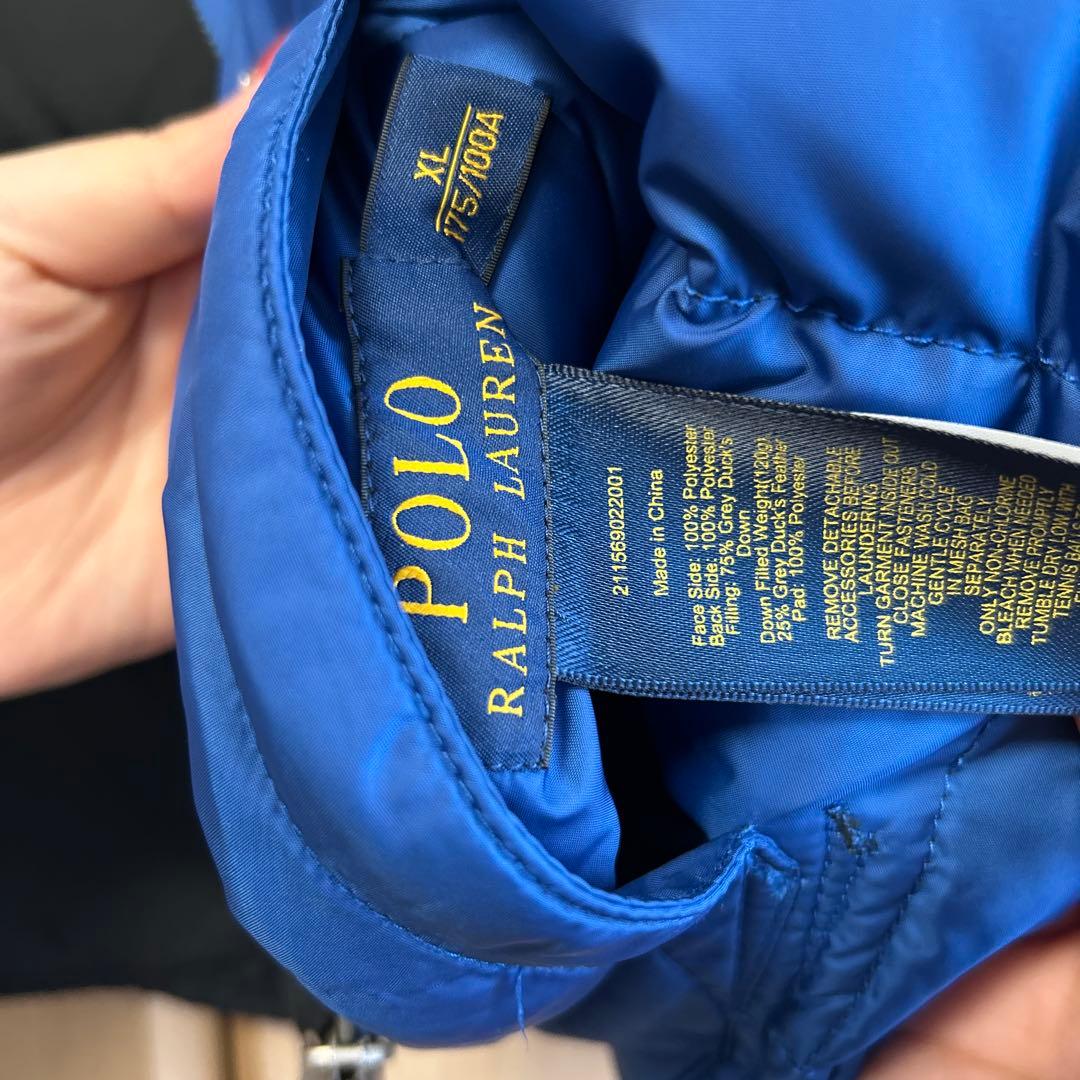 XL
175/100A
POLO
RALPH LAUREN
211569022001
Made in China
Face Side: 100% Polyester
Back Side: 100% Polyester
Filling: 75% Grey Duck's
Down
Down Filled Weight(120g)
25% Grey Duck's Feather
Pad: 100% Polyester
REMOVE DETACHABLE
ACCESSORIES BEFORE
LAUNDERING
TURN GARMENT INSIDE OUT
CLOSE FASTENERS
MACHINE WASH COLD
GENTLE CYCLE
IN MESH BAG
SEPARATELY
ONLY NON-CHLORINE
BLEACH WHEN NEEDED
REMOVE PROMPTLY
TUMBLE DRY LOW
TENNIS